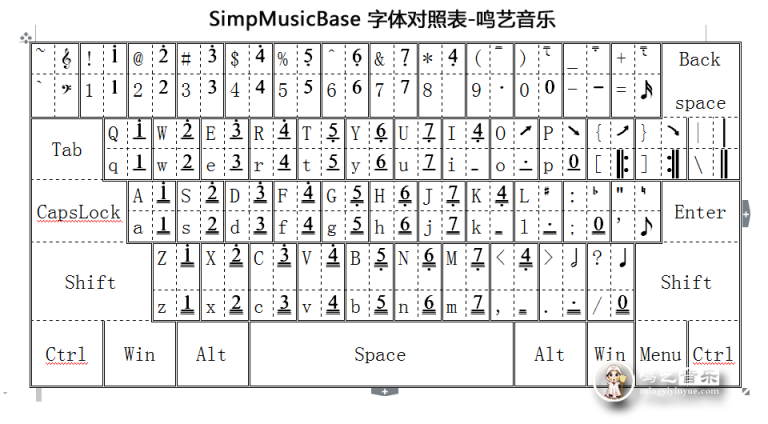 SimpMusicBase 字体对照表-鸣艺音乐
~ ! i @ 2 # 3 $ 4 % 5 ^ 6 & 7 * 4 ( ) _ + Back
` 1 1 2 2 3 3 4 4 5 5 6 6 7 7 8 9 · 0 0 - - = space
Tab Q i W 2 E 3 R 4 T 5 Y 6 U 7 I 4 O P { } |
q 1 w 2 e 3 r 4 t 5 y 6 u 7 i o p 0 [ ] \
CapsLock A i S 2 D 3 F 4 G 5 H 6 J 7 K 4 L # : b " Enter
a 1 s 2 d 3 f 4 g 5 h 6 j 7 k l ; 0 ' ♪
Shift Z i X 2 C 3 V 4 B 5 N 6 M 7 < 4 > ? ♩ Shift
z 1 x 2 c 3 v 4 b 5 n 6 m 7 , . / 0
Ctrl Win Alt Space Alt Win Menu Ctrl
鸣艺音乐
mingyiyinyue.com